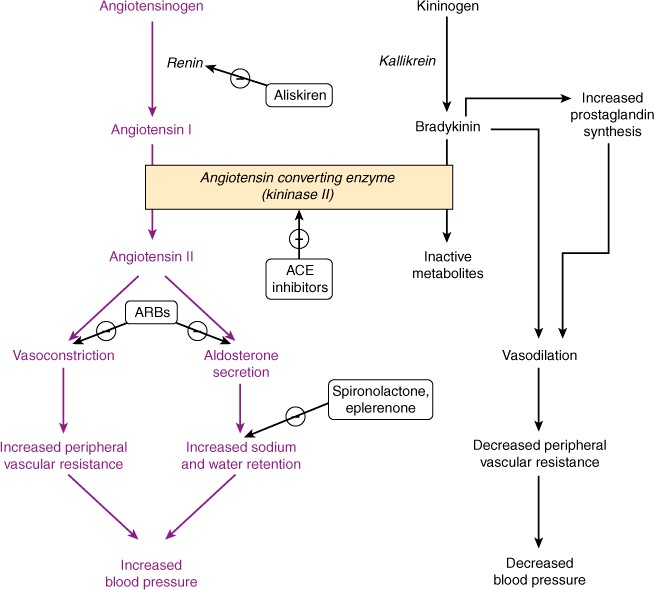 Angiotensinogen
Kininogen
Renin
Aliskiren
Kallikrein
Increased
prostaglandin
synthesis
Angiotensin I
Bradykinin
Angiotensin converting enzyme
(kininase II)
Angiotensin II
ACE
inhibitors
Inactive
metabolites
ARBs
Vasoconstriction
Aldosterone
secretion
Vasodilation
Spironolactone,
eplerenone
Increased peripheral
vascular resistance
Increased sodium
and water retention
Decreased peripheral
vascular resistance
Increased
blood pressure
Decreased
blood pressure